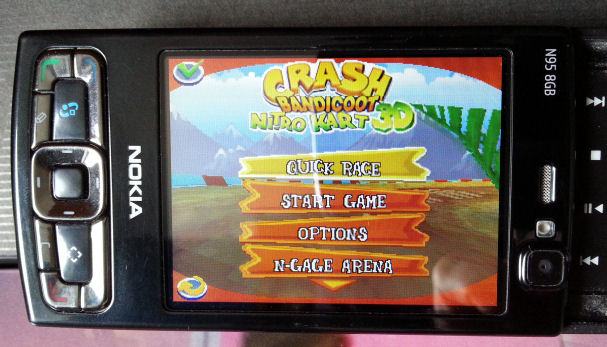 CRASH
BANDICOOT
NITRO KART 3D
QUICK RACE
START GAME
OPTIONS
N-GAGE ARENA
NOKIA
N95 8GB